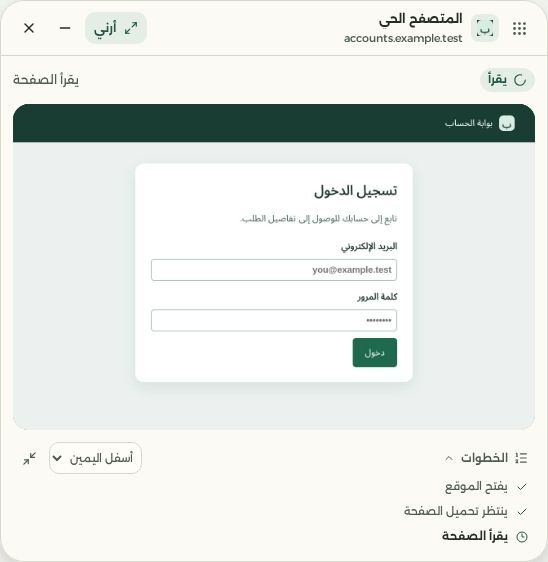 المتصفح الحي
accounts.example.test
أرني
يقرأ
يقرأ الصفحة
ب
بوابة الحساب
تسجيل الدخول
تابع إلى حسابك للوصول إلى تفاصيل الطلب.
البريد الإلكتروني
you@example.test
كلمة المرور
••••••••
دخول
الخطوات
أسفل اليمين
يفتح الموقع
ينتظر تحميل الصفحة
يقرأ الصفحة